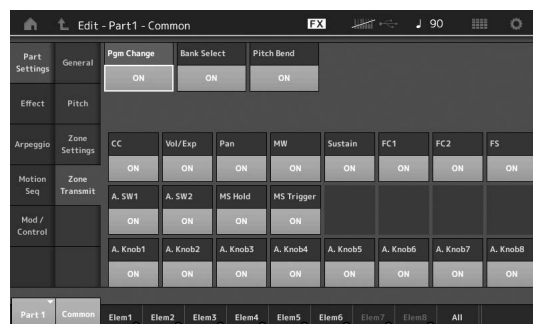 Edit - Part1 - Common FX ♩ 90
Part Settings General Pgm Change Bank Select Pitch Bend
ON ON ON
Effect Pitch
Arpeggio Zone Settings CC Vol/Exp Pan MW Sustain FC1 FC2 FS
ON ON ON ON ON ON ON ON
Motion Seq Zone Transmit A. SW1 A. SW2 MS Hold MS Trigger
ON ON ON ON
Mod / Control A. Knob1 A. Knob2 A. Knob3 A. Knob4 A. Knob5 A. Knob6 A. Knob7 A. Knob8
ON ON ON ON ON ON ON ON
Part 1 Common Elem1 Elem2 Elem3 Elem4 Elem5 Elem6 Elem7 Elem8 All